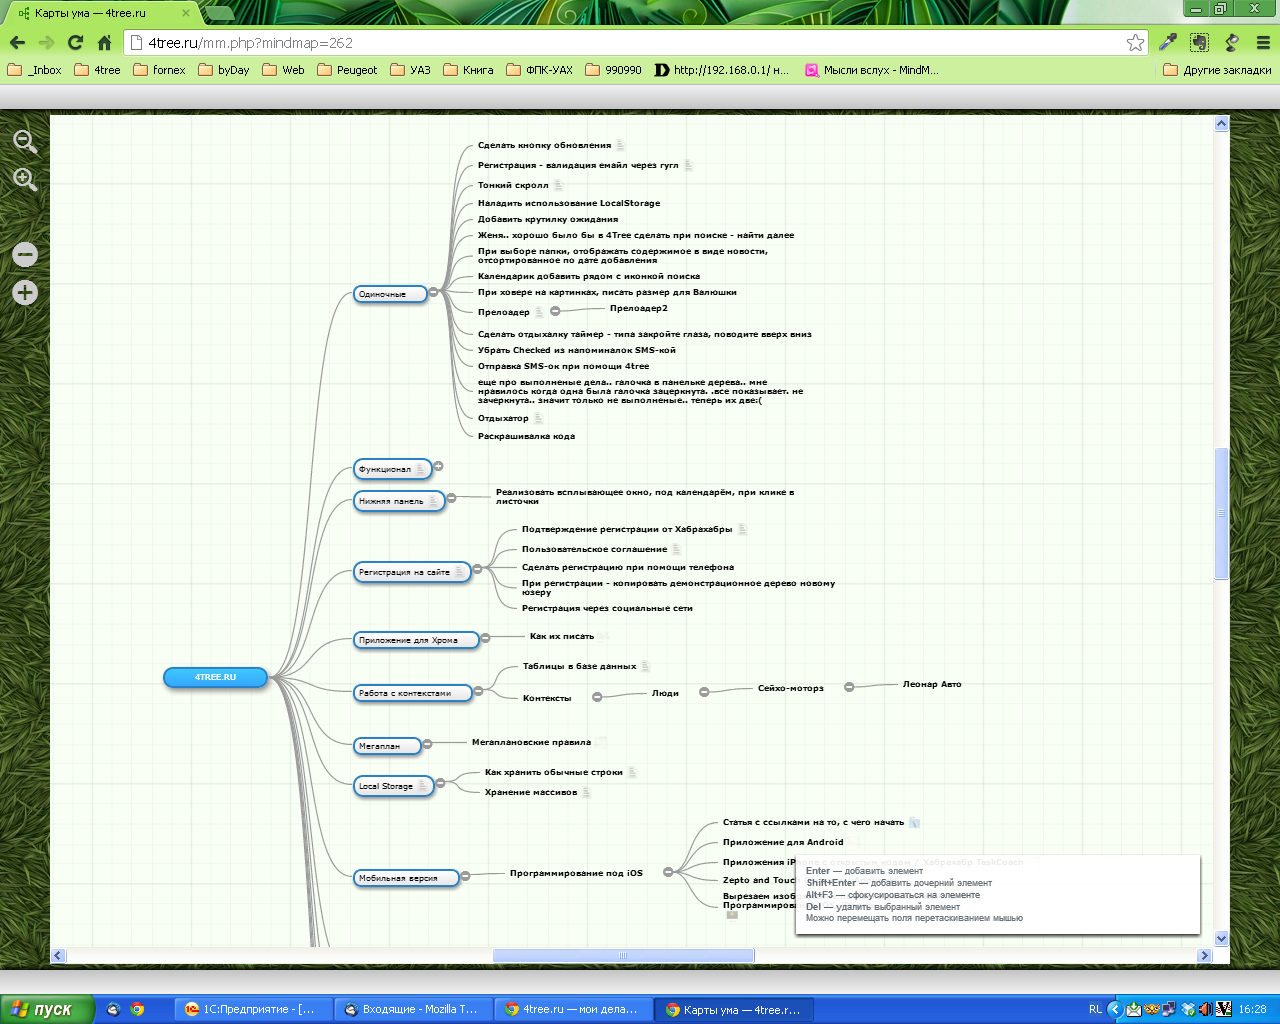 Карты ума — 4tree.ru
4tree.ru/mm.php?mindmap=262
_Inbox
4tree
fornex
byDay
Web
Peugeot
УАЗ
Книга
ФПК-УАХ
990990
http://192.168.0.1/ н...
Мысли вслух - MindM...
Другие закладки
Сделать кнопку обновления
Регистрация - валидация емайл через гугл
Тонкий скролл
Наладить использование LocalStorage
Добавить крутилку ожидания
Женя.. хорошо было бы в 4Tree сделать при поиске - найти далее
При выборе папки, отображать содержимое в виде новости,
отсортированное по дате добавления
Календарик добавить рядом с иконкой поиска
Одиночные
При ховере на картинках, писать размер для Валюшки
Прелоадер
Прелоадер2
Сделать отдыхалку таймер - типа закройте глаза, поводите вверх вниз
Убрать Checked из напоминалок SMS-кой
Отправка SMS-ок при помощи 4tree
еще про выполненые дела.. галочка в панельке дерева.. мне
нравилось когда одна была галочка зацеркнута. .все показывает. не
зачеркнута.. значит только не выполненые.. теперь их две:(
Отдыхатор
Раскрашивалка кода
Функционал
Нижняя панель
Реализовать всплывающее окно, под календарём, при клике в
листочки
Подтверждение регистрации от Хабрахабры
Пользовательское соглашение
Регистрация на сайте
Сделать регистрацию при помощи телефона
При регистрации - копировать демонстрационное дерево новому
юзеру
Регистрация через социальные сети
Приложение для Хрома
Как их писать
4TREE.RU
Таблицы в базе данных
Работа с контекстами
Контексты
Люди
Сейхо-моторз
Леонар Авто
Мегаплан
Мегаплановские правила
Local Storage
Как хранить обычные строки
Хранение массивов
Статья с ссылками на то, с чего начать
Приложение для Android
Приложения iPhone с открытым кодом / Хабрахабр TaskCoach
Мобильная версия
Программирование под iOS
Zepto and Touc
Вырезаем изоб
Программирова
Enter — добавить элемент
Shift+Enter — добавить дочерний элемент
Alt+F3 — сфокусироваться на элементе
Del — удалить выбранный элемент
Можно перемещать поля перетаскиванием мышью
пуск
1С:Предприятие - [...
Входящие - Mozilla T...
4tree.ru — мои дела...
Карты ума — 4tree.r...
RL
16:28